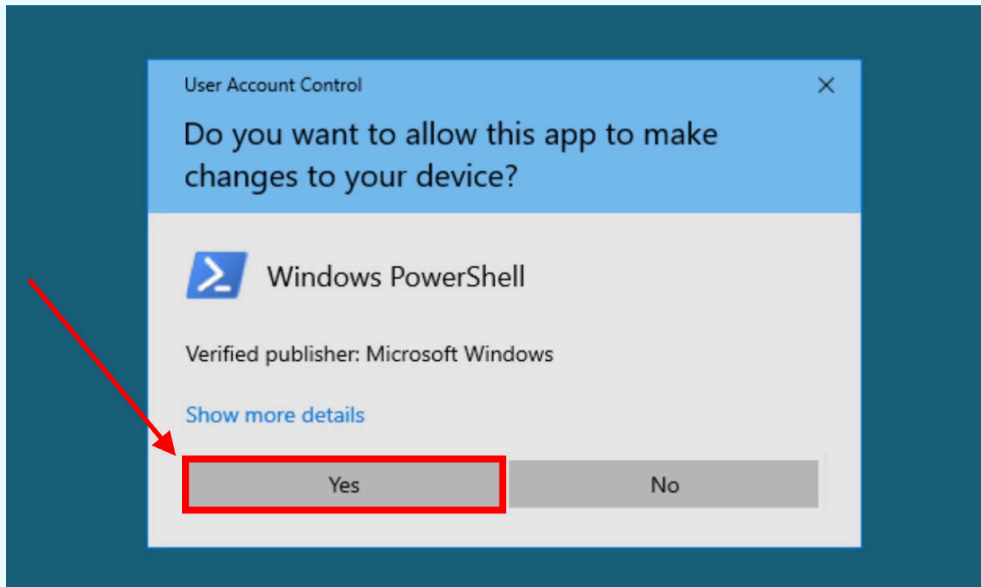 User Account Control
Do you want to allow this app to make
changes to your device?
Windows PowerShell
Verified publisher: Microsoft Windows
Show more details
Yes
No